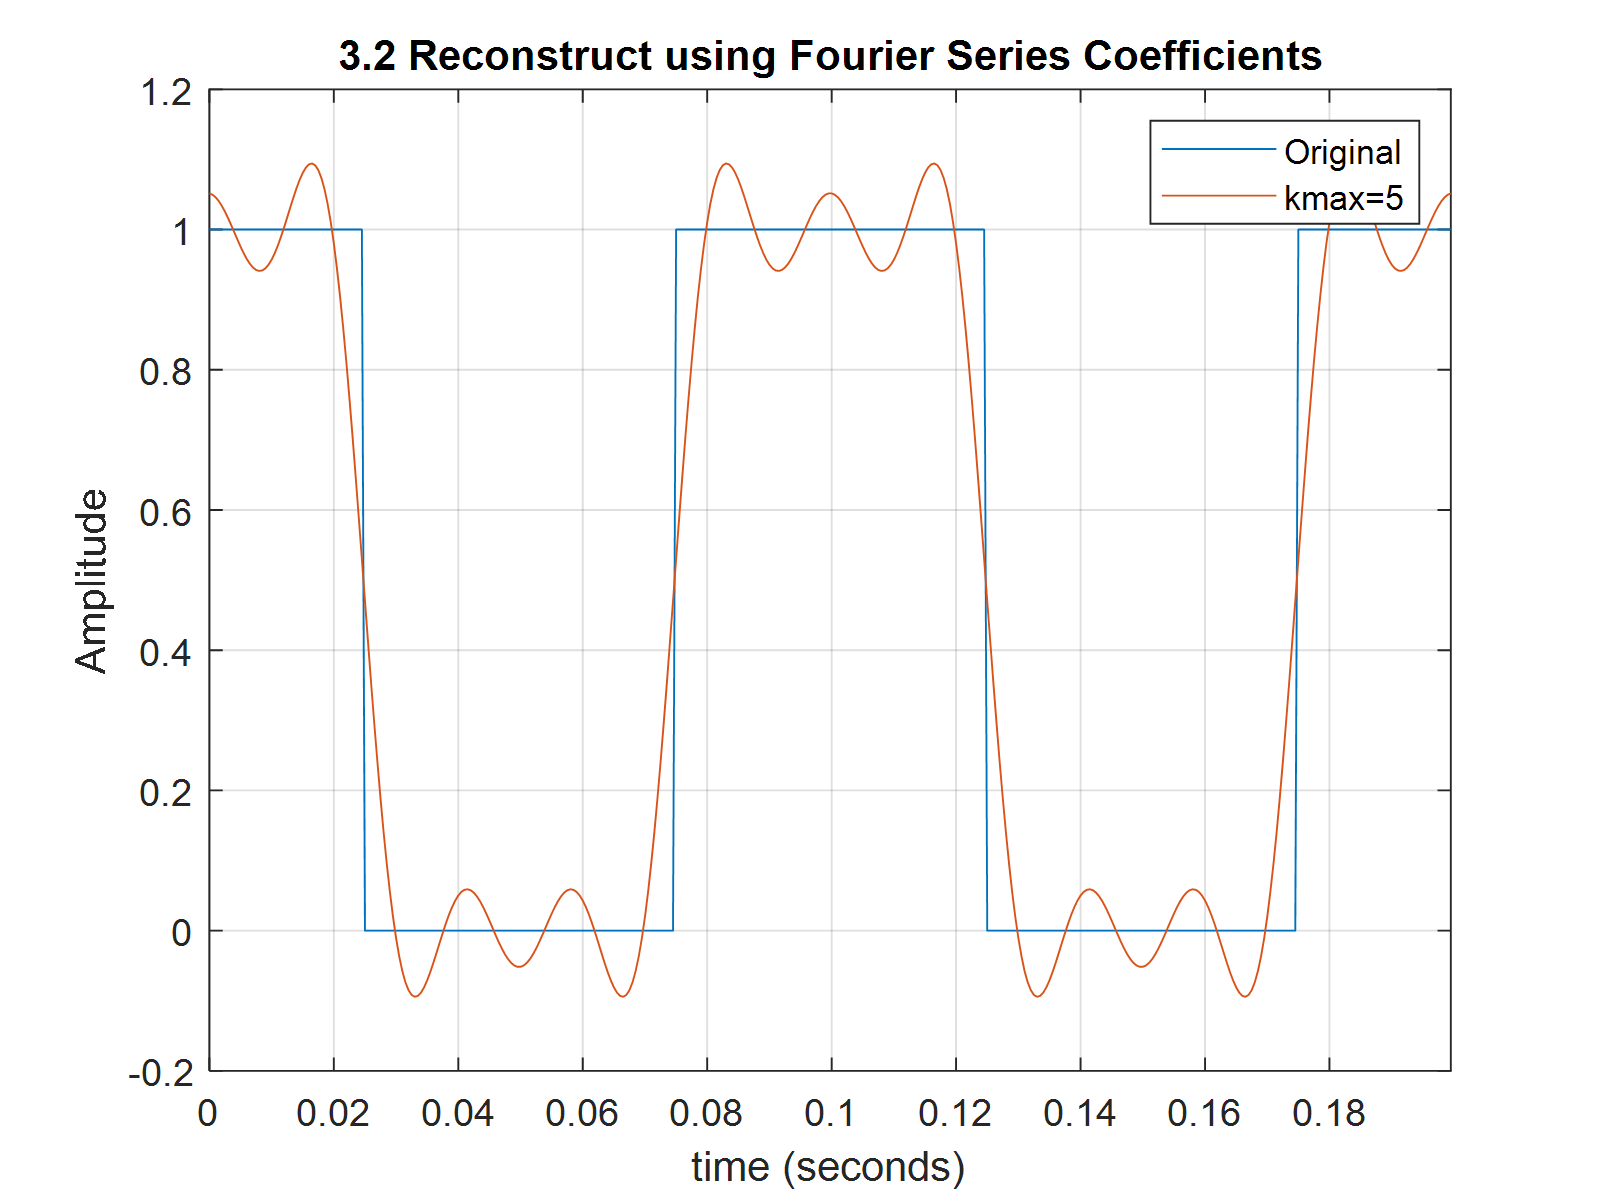 3.2 Reconstruct using Fourier Series Coefficients
1.2
1
0.8
0.6
0.4
0.2
0
-0.2
Amplitude
Original
kmax=5
0 0.02 0.04 0.06 0.08 0.1 0.12 0.14 0.16 0.18
time (seconds)